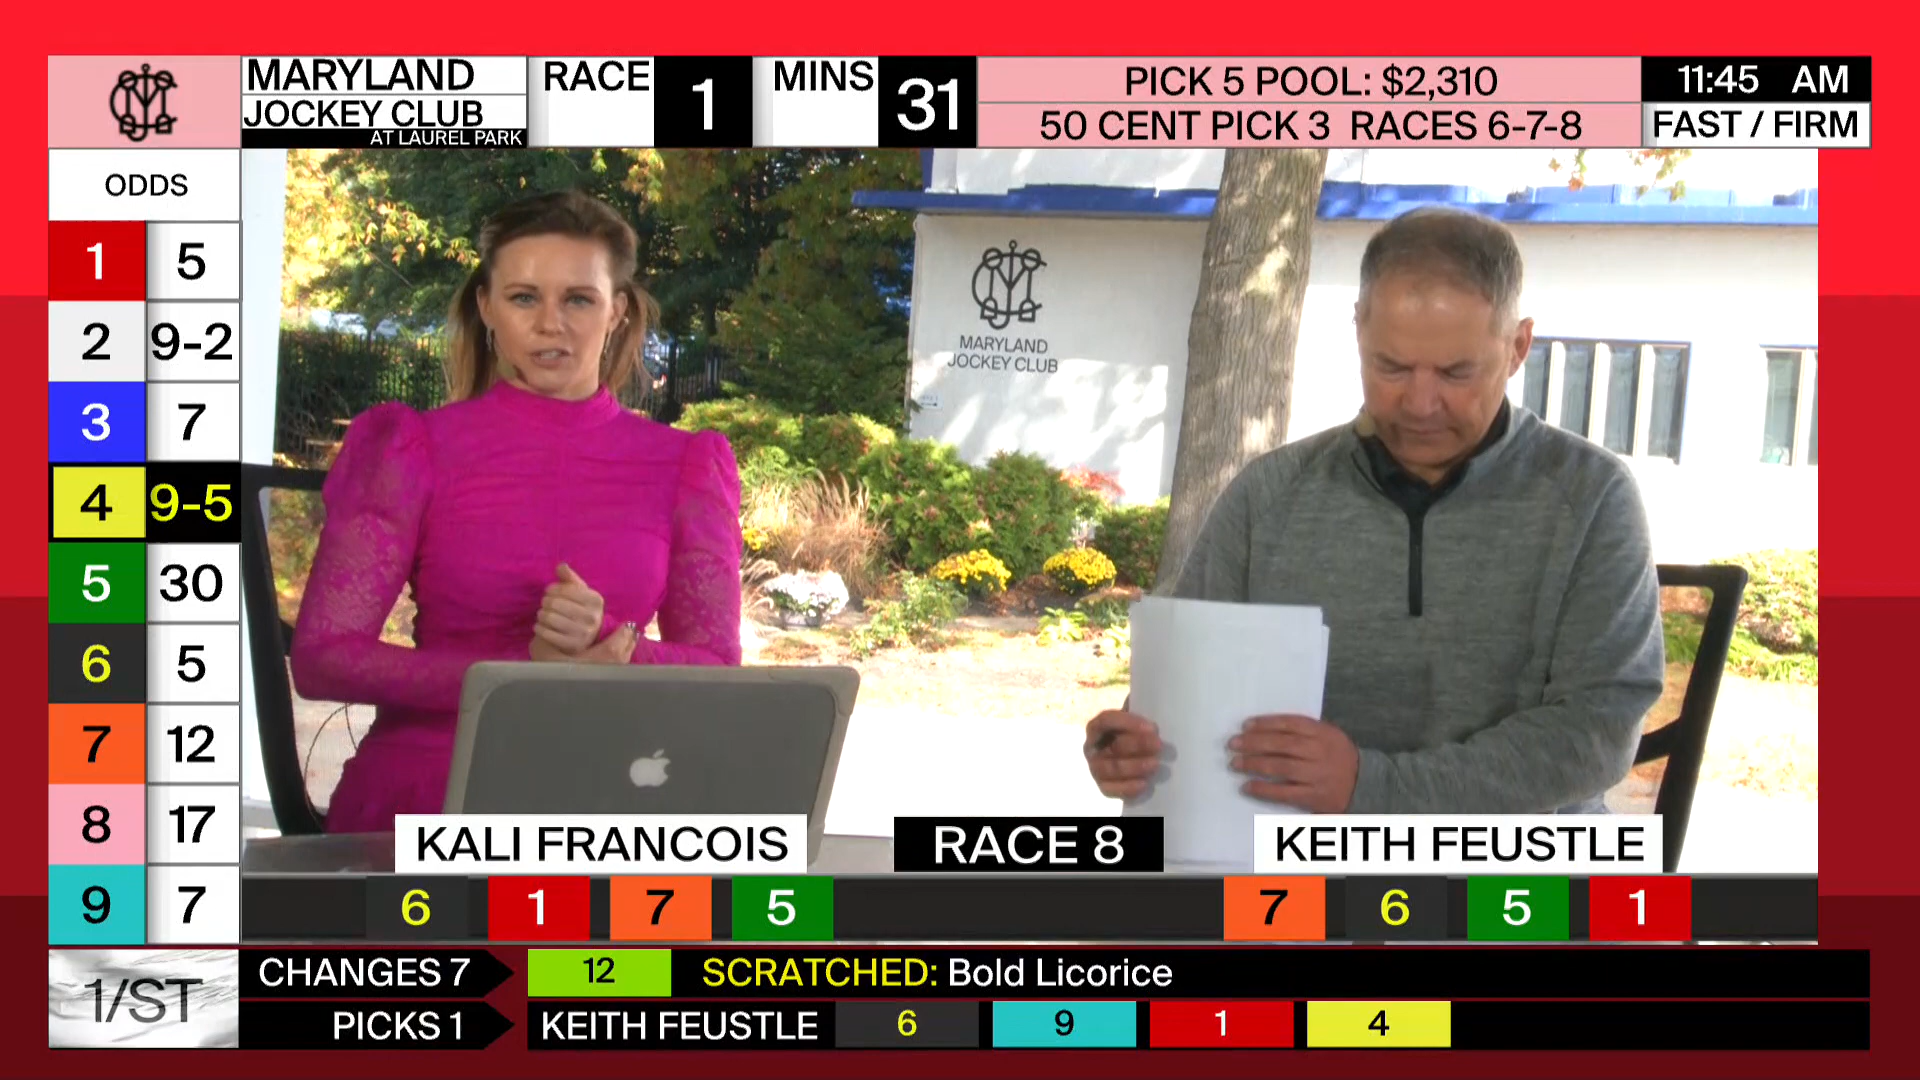 MARYLAND
JOCKEY CLUB
AT LAUREL PARK
RACE 1
MINS 31
PICK 5 POOL: $2,310
50 CENT PICK 3 RACES 6-7-8
11:45 AM
FAST / FIRM
ODDS
1 5
2 9-2
3 7
4 9-5
5 30
6 5
7 12
8 17
9 7
MARYLAND
JOCKEY CLUB
KALI FRANCOIS
RACE 8
KEITH FEUSTLE
6 1 7 5
7 6 5 1
1/ST
CHANGES 7 12 SCRATCHED: Bold Licorice
PICKS 1 KEITH FEUSTLE 6 9 1 4